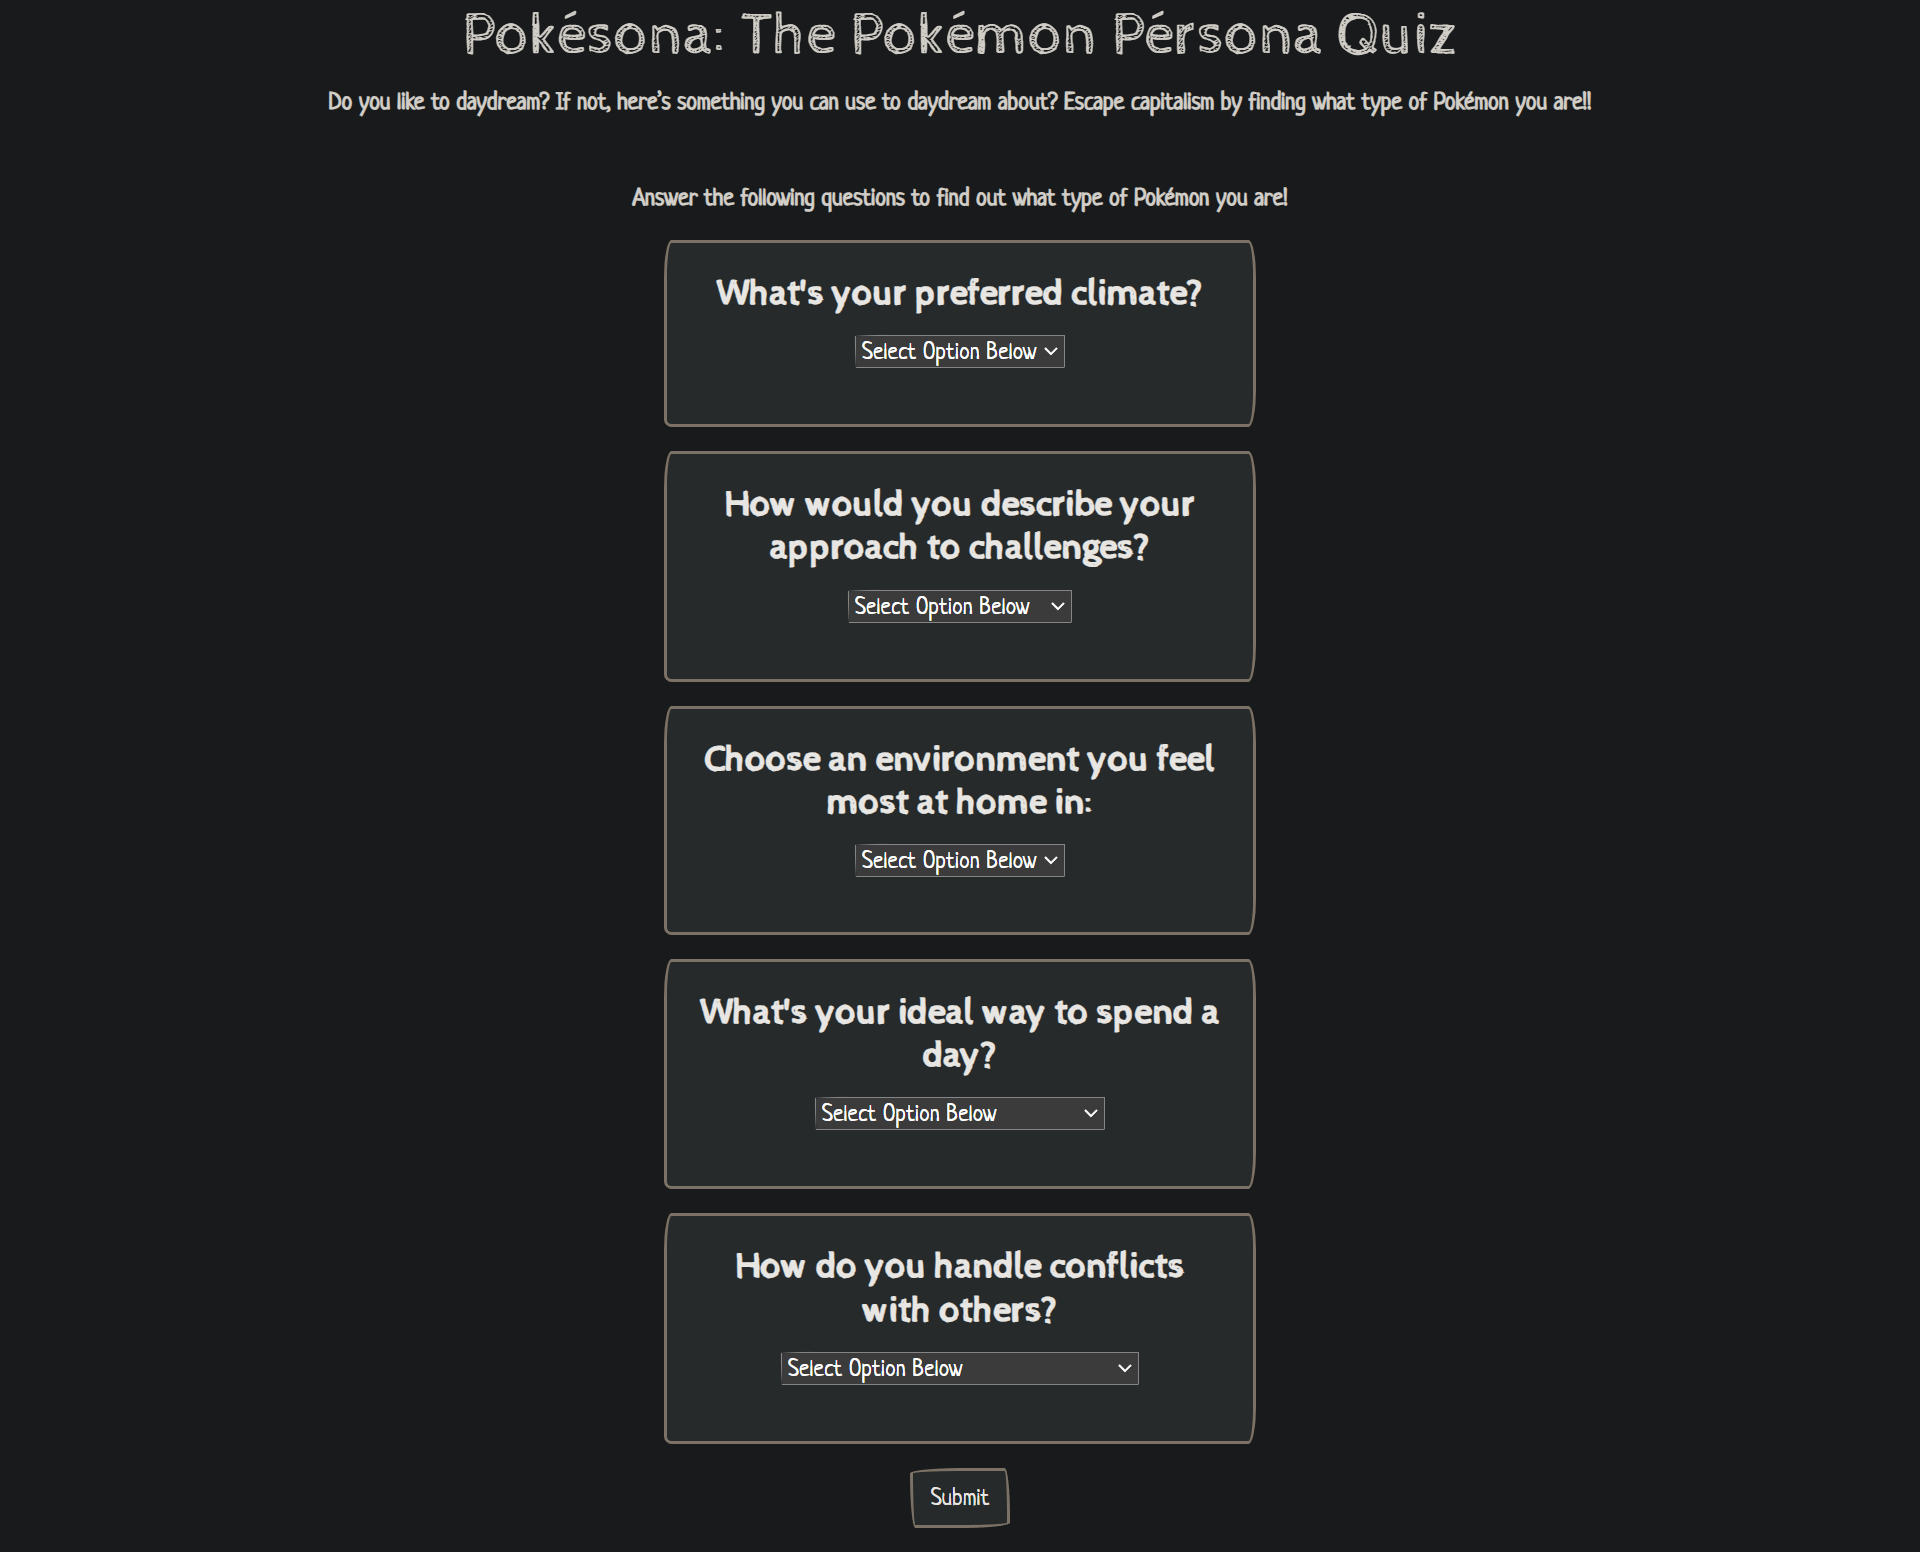 Pokésona: The Pokémon Pérsona Quiz
Do you like to daydream? If not, here’s something you can use to daydream about? Escape capitalism by finding what type of Pokémon you are!!
Answer the following questions to find out what type of Pokémon you are!
What's your preferred climate?
Select Option Below
How would you describe your
approach to challenges?
Select Option Below
Choose an environment you feel
most at home in:
Select Option Below
What's your ideal way to spend a
day?
Select Option Below
How do you handle conflicts
with others?
Select Option Below
Submit